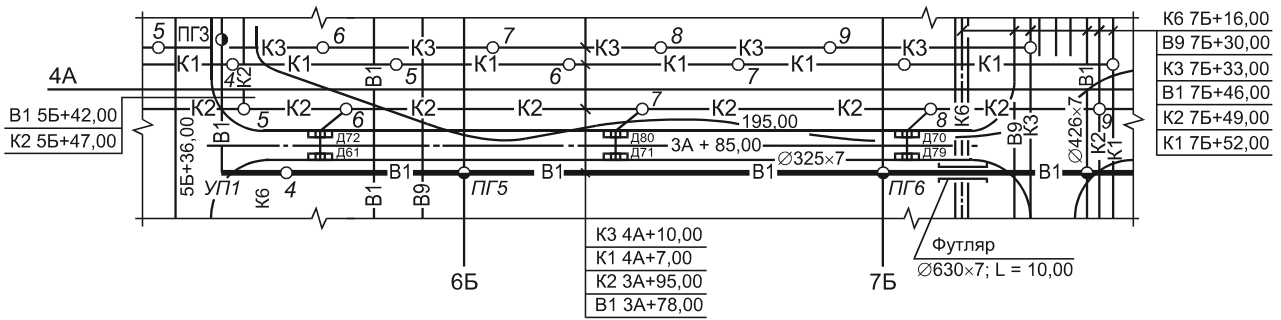 5
ПГ3
К3
6
К3
7
К3
8
К3
9
К3
К6 7Б+16,00
В9 7Б+30,00
К3 7Б+33,00
В1 7Б+46,00
К2 7Б+49,00
К1 7Б+52,00
К1
4
К2
К1
В1
5
К1
6
К1
7
К1
В1
4А
В1 5Б+42,00
К2 5Б+47,00
К2
5
К2
6
К2
7
К2
К2
8
К6
В9
К3
∅426×7
К2
9
К1
5Б+36,00
В1
Д72
Д61
Д80
Д71
195,00
3А + 85,00
Д70
Д79
∅325×7
УП1
К6
4
В1
В1
В9
ПГ5
В1
В1
ПГ6
В1
К3 4А+10,00
К1 4А+7,00
К2 3А+95,00
В1 3А+78,00
6Б
7Б
Футляр
∅630×7; L = 10,00